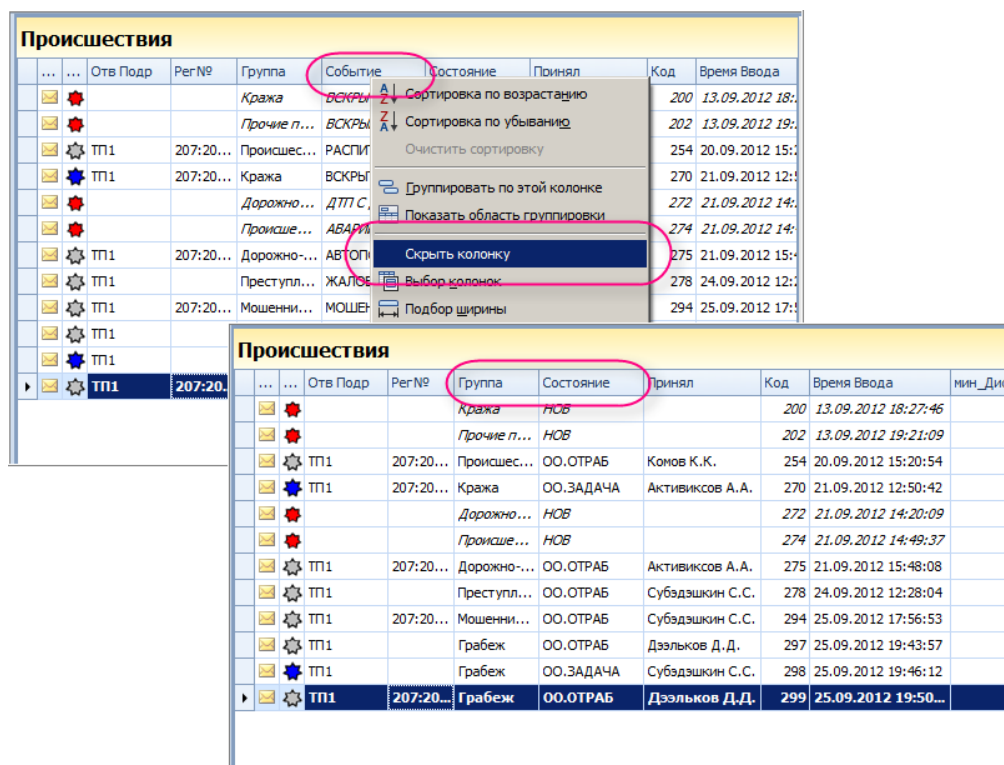 Происшествия
... ... Отв Подр Рег№ Группа Событие Состояние Принял Код Время Ввода
Кража 200 13.09.2012 18:
Прочие п... 202 13.09.2012 19:
ТП1 207:20... Происшес... 254 20.09.2012 15:
ТП1 207:20... Кража 270 21.09.2012 12:
Дорожно... ДТП С 272 21.09.2012 14:
Происше... 274 21.09.2012 14:
ТП1 207:20... Дорожно-... 275 21.09.2012 15:
ТП1 Преступл... 278 24.09.2012 12:
ТП1 207:20... Мошенни... 294 25.09.2012 17:
ТП1
ТП1
ТП1 207:20.
Сортировка по возрастанию
Сортировка по убыванию
Очистить сортировку
Группировать по этой колонке
Показать область группировки
Скрыть колонку
Выбор колонок
Подбор ширины
Происшествия
... ... Отв Подр Рег№ Группа Состояние Принял Код Время Ввода
Кража НОВ 200 13.09.2012 18:27:46
Прочие п... НОВ 202 13.09.2012 19:21:09
ТП1 207:20... Происшес... ОО.ОТРАБ Комов К.К. 254 20.09.2012 15:20:54
ТП1 207:20... Кража ОО.ЗАДАЧА Активиксов А.А. 270 21.09.2012 12:50:42
Дорожно... НОВ 272 21.09.2012 14:20:09
Происше... НОВ 274 21.09.2012 14:49:37
ТП1 207:20... Дорожно-... ОО.ОТРАБ Активиксов А.А. 275 21.09.2012 15:48:08
ТП1 Преступл... ОО.ОТРАБ Субэдэшкин С.С. 278 24.09.2012 12:28:04
ТП1 207:20... Мошенни... ОО.ОТРАБ Субэдэшкин С.С. 294 25.09.2012 17:56:53
ТП1 Грабеж ОО.ОТРАБ Дээльков Д.Д. 297 25.09.2012 19:43:57
ТП1 Грабеж ОО.ЗАДАЧА Субэдэшкин С.С. 298 25.09.2012 19:46:12
ТП1 207:20... Грабеж ОО.ОТРАБ Дээльков Д.Д. 299 25.09.2012 19:50...